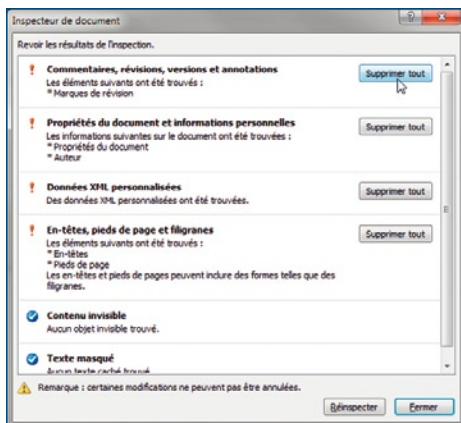 Inspecteur de document
Revoir les résultats de l'inspection.
Commentaires, révisions, versions et annotations
Supprimer tout
Les éléments suivants ont été trouvés :
* Marques de révision
Propriétés du document et informations personnelles
Supprimer tout
Les informations suivantes sur le document ont été trouvées :
* Propriétés du document
* Auteur
Données XML personnalisées
Supprimer tout
Des données XML personnalisées ont été trouvées.
En-têtes, pieds de page et filigranes
Supprimer tout
Les éléments suivants ont été trouvés :
* En-têtes
* Pieds de page
Les en-têtes et pieds de pages peuvent inclure des formes telles que des
filigranes.
Contenu invisible
Aucun objet invisible trouvé.
Texte masqué
Aucun texte caché trouvé.
Remarque : certaines modifications ne peuvent pas être annulées.
Réinspecter
Fermer